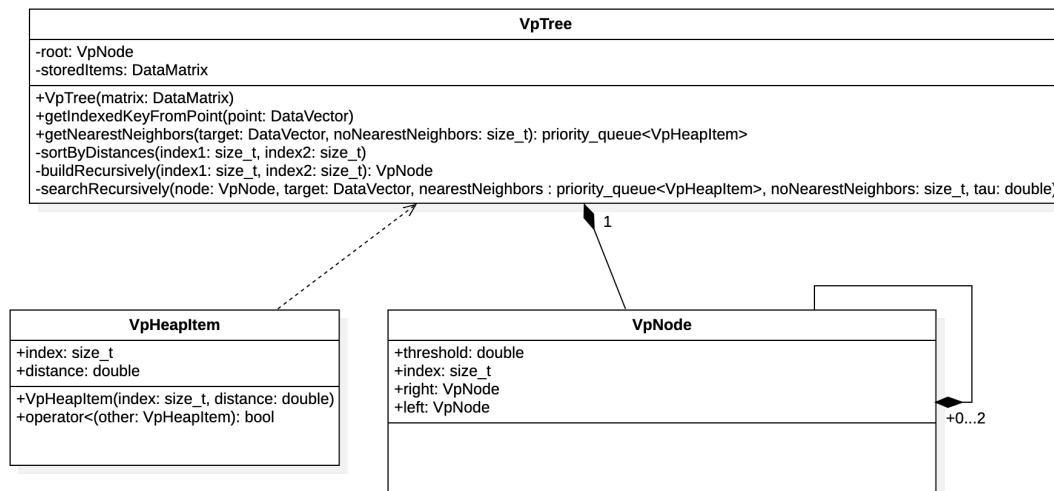 VpTree
-root: VpNode
-storedItems: DataMatrix
+VpTree(matrix: DataMatrix)
+getIndexedKeyFromPoint(point: DataVector)
+getNearestNeighbors(target: DataVector, noNearestNeighbors: size_t): priority_queue<VpHeapItem>
-sortByDistances(index1: size_t, index2: size_t)
-buildRecursively(index1: size_t, index2: size_t): VpNode
-searchRecursively(node: VpNode, target: DataVector, nearestNeighbors : priority_queue<VpHeapItem>, noNearestNeighbors: size_t, tau: double)
1
VpHeapItem
+index: size_t
+distance: double
+VpHeapItem(index: size_t, distance: double)
+operator<(other: VpHeapItem): bool
VpNode
+threshold: double
+index: size_t
+right: VpNode
+left: VpNode
+0...2